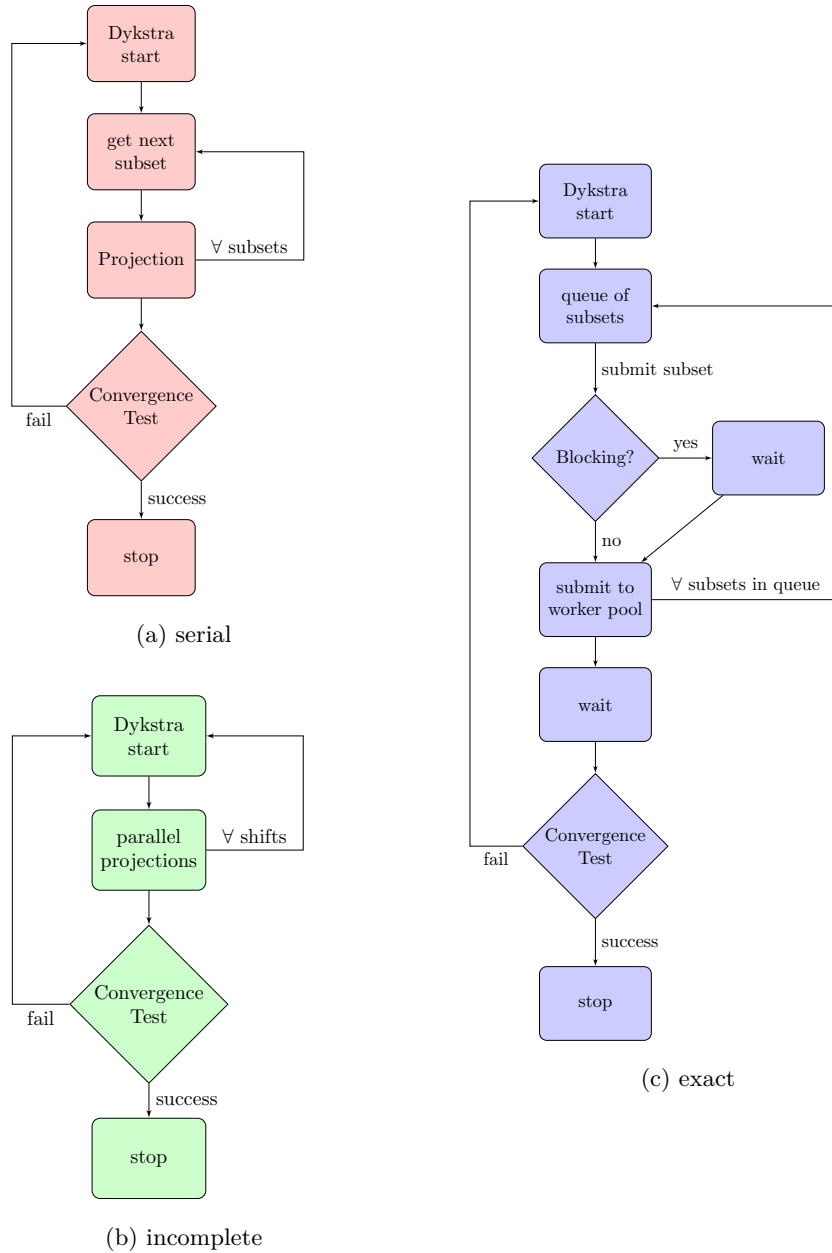 Dykstra
start
get next
subset
Projection
∀ subsets
Convergence
Test
fail
success
stop
(a) serial
Dykstra
start
parallel
projections
∀ shifts
Convergence
Test
fail
success
stop
(b) incomplete
Dykstra
start
queue of
subsets
submit subset
Blocking?
yes
wait
no
submit to
worker pool
∀ subsets in queue
wait
Convergence
Test
fail
success
stop
(c) exact